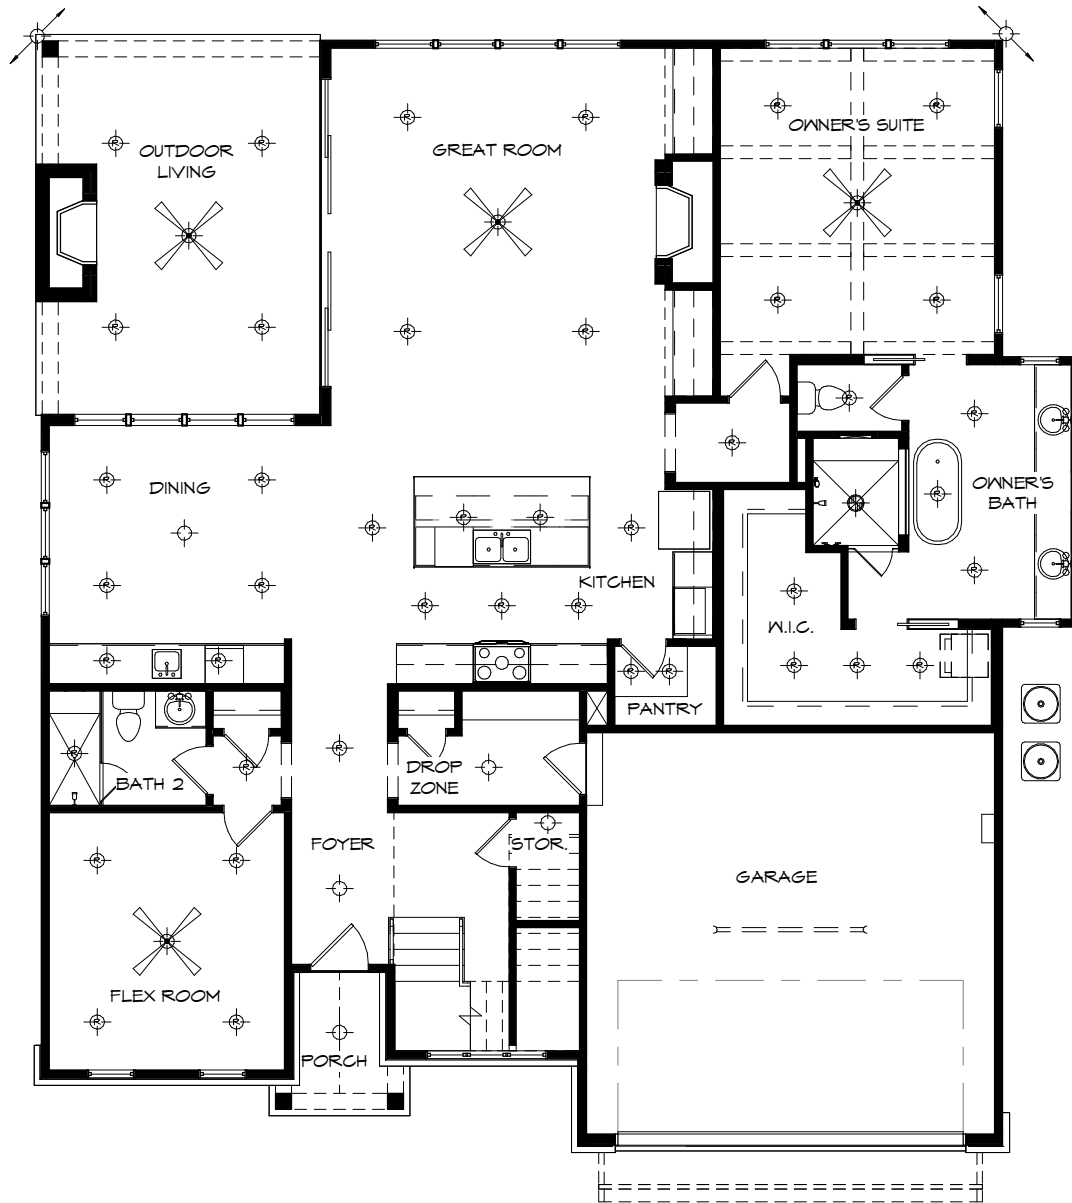 OUTDOOR
LIVING
GREAT ROOM
OWNER'S SUITE
DINING
OWNER'S
BATH
KITCHEN
W.I.C.
PANTRY
BATH 2
DROP
ZONE
FOYER
STOR.
GARAGE
FLEX ROOM
PORCH